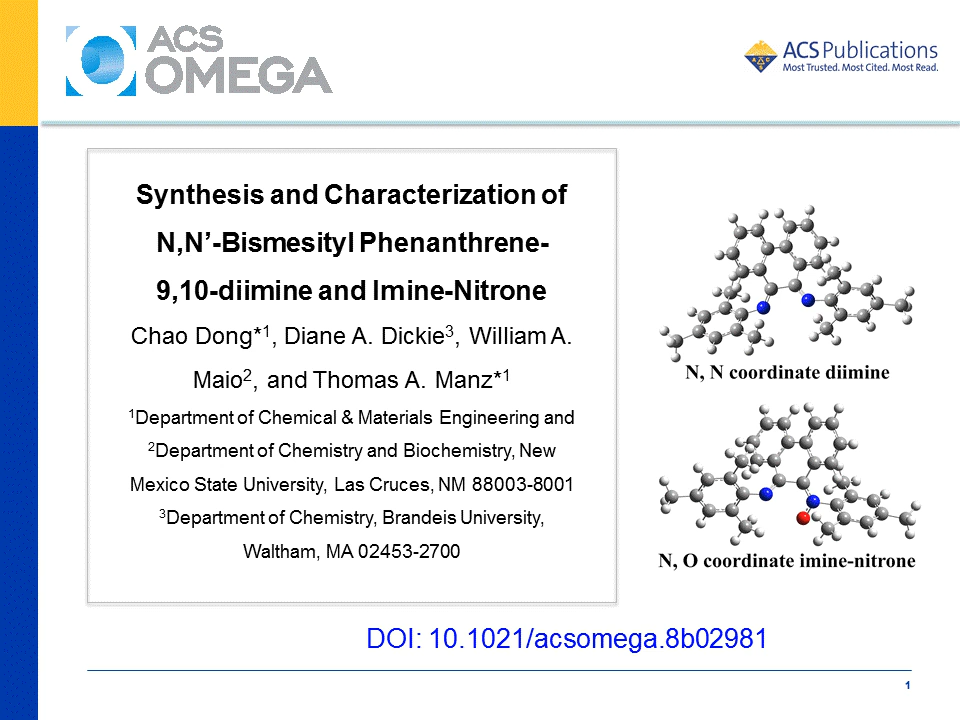 ACS
OMEGA
ACS Publications
Most Trusted. Most Cited. Most Read.
Synthesis and Characterization of
N,N’-Bismesityl Phenanthrene-
9,10-diimine and Imine-Nitrone
Chao Dong*1, Diane A. Dickie3, William A.
Maio2, and Thomas A. Manz*1
1Department of Chemical & Materials Engineering and
2Department of Chemistry and Biochemistry, New
Mexico State University, Las Cruces, NM 88003-8001
3Department of Chemistry, Brandeis University,
Waltham, MA 02453-2700
N, N coordinate diimine
N, O coordinate imine-nitrone
DOI: 10.1021/acsomega.8b02981
1